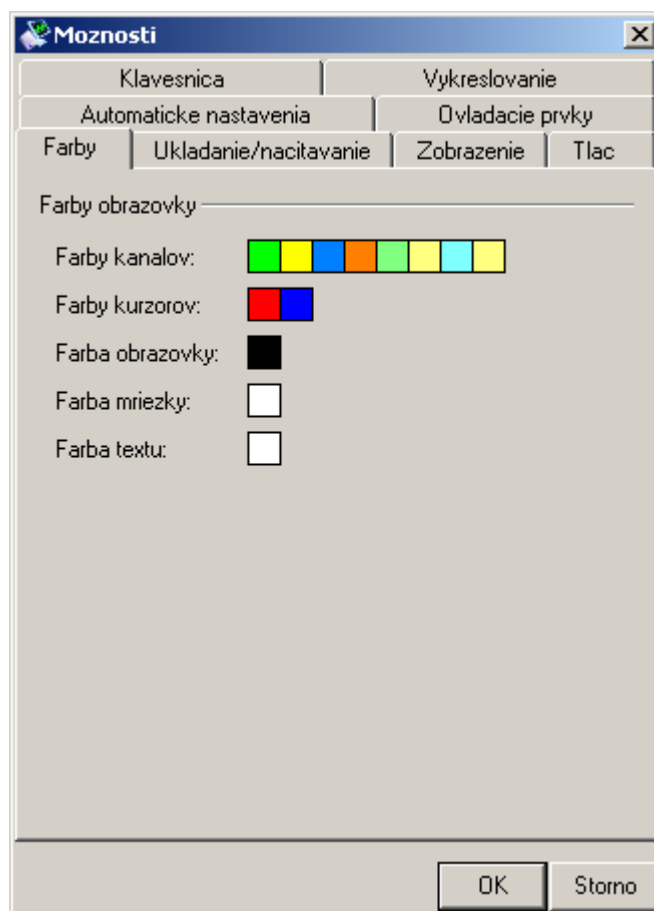 Moznosti
Klavesnica Vykreslovanie
Automaticke nastavenia Ovladacie prvky
Farby Ukladanie/nacitavanie Zobrazenie Tlac
Farby obrazovky
Farby kanalov:
Farby kurzorov:
Farba obrazovky:
Farba mriezky:
Farba textu:
OK Storno